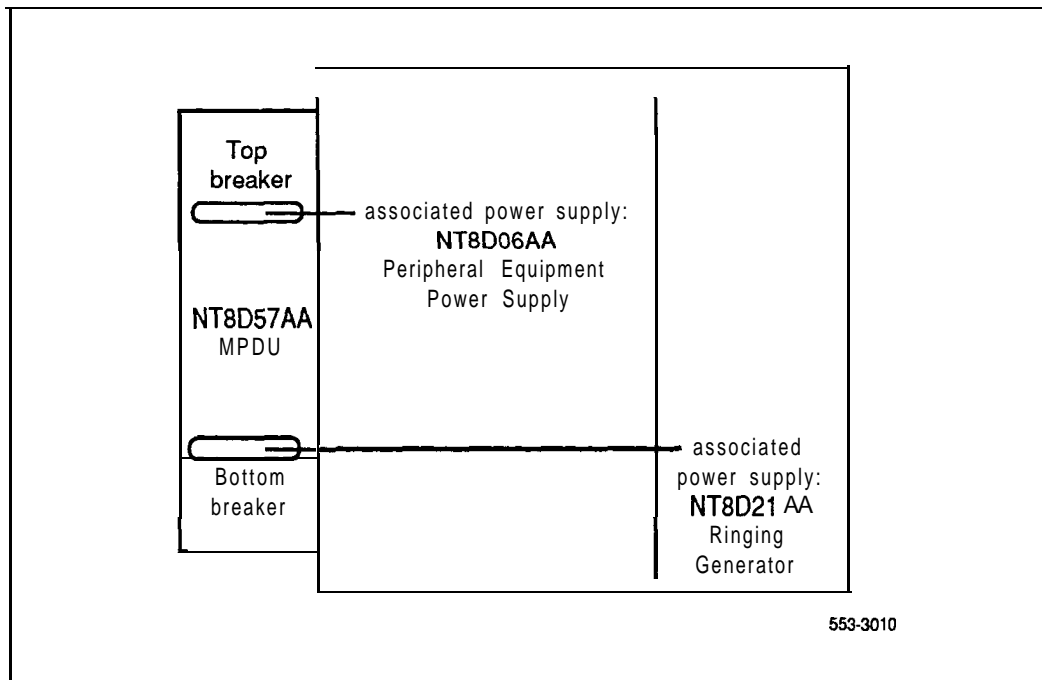 Top
breaker
associated power supply:
NT8D06AA
Peripheral Equipment
Power Supply
NT8D57AA
MPDU
associated
power supply:
NT8D21 AA
Ringing
Generator
Bottom
breaker
553-3010